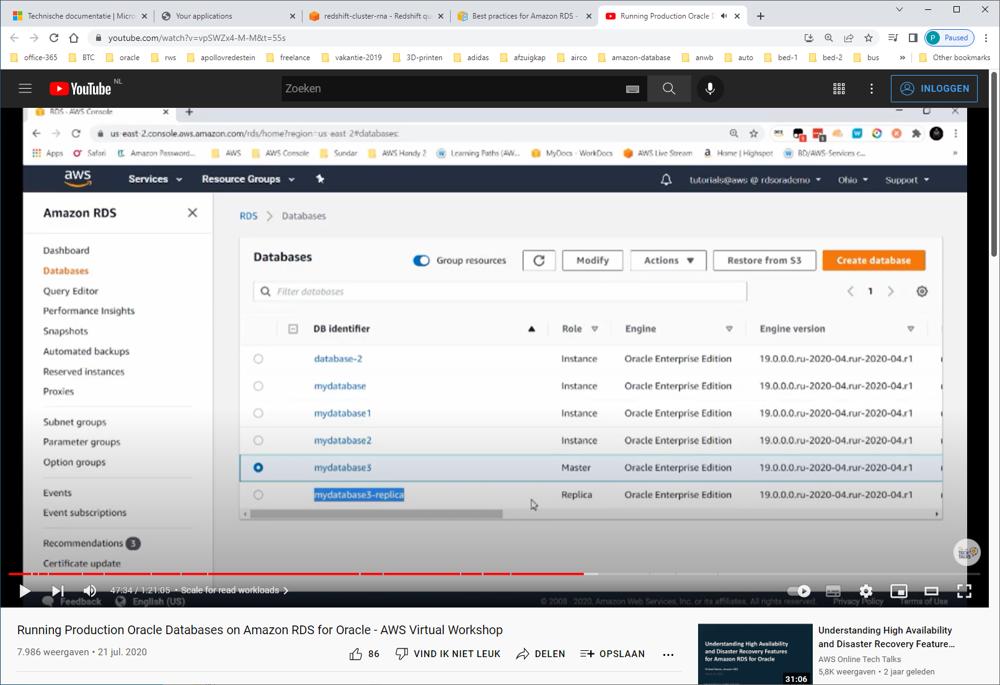 Technische documentatie | Micro
Your applications
redshift-cluster-rna - Redshift qu
Best practices for Amazon RDS -
Running Production Oracle D
youtube.com/watch?v=vpSWZx4-M-M&t=55s
P Paused
office-365 BTC oracle rws apollovredestein freelance vakantie-2019 3D-printen adidas afzuigkap airco amazon-database anwb auto bed-1 bed-2 bus » Other bookmarks
YouTube NL
Zoeken
INLOGGEN
RDS - AWS Console
us-east-2.console.aws.amazon.com/rds/home?region=us-east-2#databases:
Apps Safari Amazon Password... AWS AWS Console Sundar AWS Handy 2 Learning Paths (AW... MyDocs - WorkDocs AWS Live Stream Home | Highspot BD/AWS-Services c... »
aws Services Resource Groups tutorials@aws @ rdsorademo Ohio Support
Amazon RDS
RDS > Databases
Dashboard
Databases
Query Editor
Performance Insights
Snapshots
Automated backups
Reserved instances
Proxies
Subnet groups
Parameter groups
Option groups
Events
Event subscriptions
Recommendations 3
Certificate update
Databases Group resources Modify Actions Restore from S3 Create database
Filter databases
1
DB identifier Role Engine Engine version
database-2 Instance Oracle Enterprise Edition 19.0.0.0.ru-2020-04.rur-2020-04.r1
mydatabase Instance Oracle Enterprise Edition 19.0.0.0.ru-2020-04.rur-2020-04.r1
mydatabase1 Instance Oracle Enterprise Edition 19.0.0.0.ru-2020-04.rur-2020-04.r1
mydatabase2 Instance Oracle Enterprise Edition 19.0.0.0.ru-2020-04.rur-2020-04.r1
mydatabase3 Master Oracle Enterprise Edition 19.0.0.0.ru-2020-04.rur-2020-04.r1
mydatabase3-replica Replica Oracle Enterprise Edition 19.0.0.0.ru-2020-04.rur-2020-04.r1
TECH TALKS
47:34 / 1:21:05 • Scale for read workloads
Feedback English (US) © 2008 - 2020, Amazon Web Services, Inc. or its affiliates. All rights reserved. Privacy Policy Terms of Use
Running Production Oracle Databases on Amazon RDS for Oracle - AWS Virtual Workshop
7.986 weergaven • 21 jul. 2020
86 VIND IK NIET LEUK DELEN OPSLAAN ...
Understanding High Availability
and Disaster Recovery Features
for Amazon RDS for Oracle
31:06
Understanding High Availability
and Disaster Recovery Feature...
AWS Online Tech Talks
5,8K weergaven • 2 jaar geleden